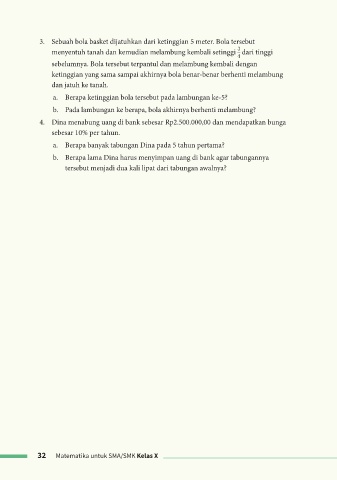 3. Sebuah bola basket dijatuhkan dari ketinggian 5 meter. Bola tersebut
menyentuh tanah dan kemudian melambung kembali setinggi dari tinggi
sebelumnya. Bola tersebut terpantul dan melambung kembali dengan
ketinggian yang sama sampai akhirnya bola benar-benar berhenti melambung
dan jatuh ke tanah.
a. Berapa ketinggian bola tersebut pada lambungan ke-5?
b. Pada lambungan ke berapa, bola akhirnya berhenti melambung?
4. Dina menabung uang di bank sebesar Rp2.500.000,00 dan mendapatkan bunga
sebesar 10% per tahun.
a. Berapa banyak tabungan Dina pada 5 tahun pertama?
b. Berapa lama Dina harus menyimpan uang di bank agar tabungannya
tersebut menjadi dua kali lipat dari tabungan awalnya?
32 Matematika untuk SMA/SMK Kelas X